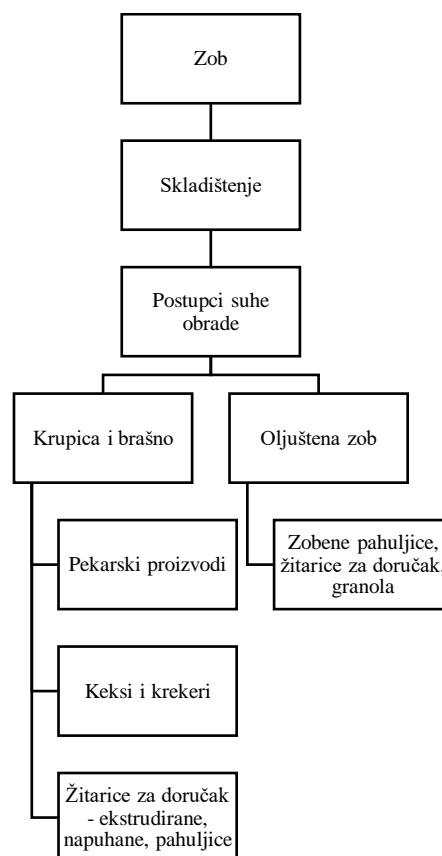 Zob
Skladištenje
Postupci suhe
obrade
Krupica i brašno
Oljuštena zob
Pekarski proizvodi
Zobene pahuljice,
žitarice za doručak,
granola
Keksi i krekeri
Žitarice za doručak
- ekstrudirane,
napuhane, pahuljice